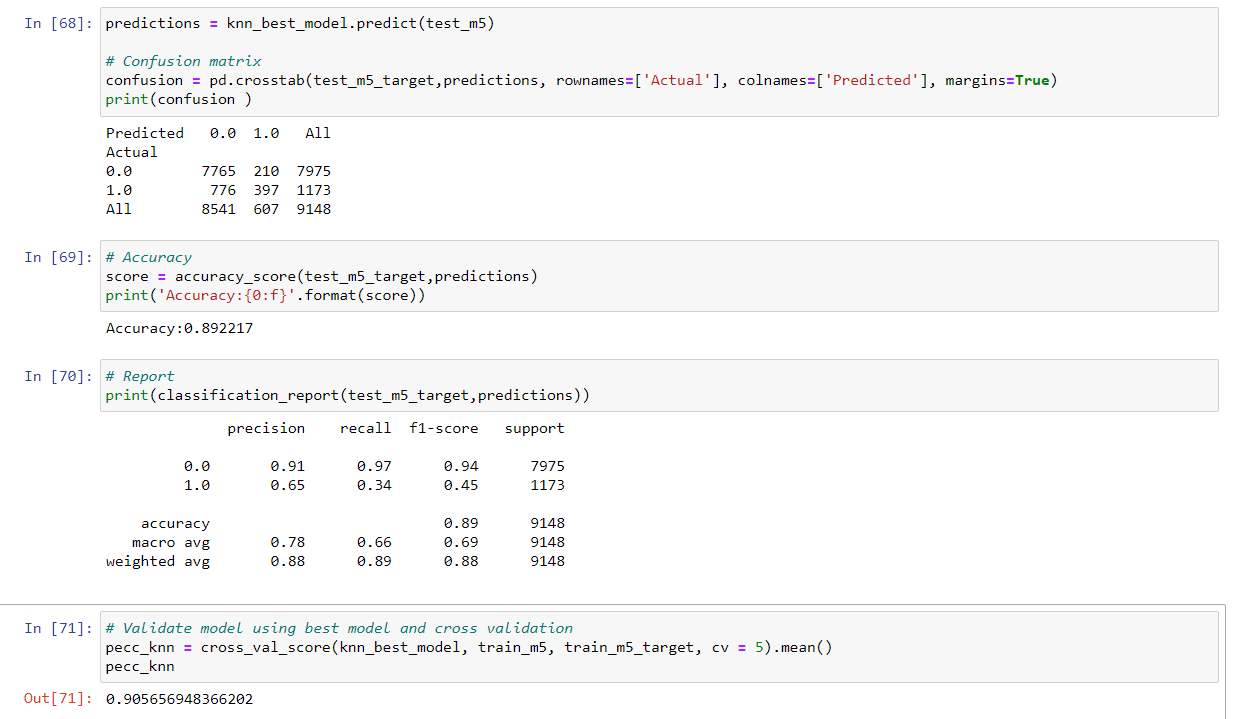 In [68]: predictions = knn_best_model.predict(test_m5)
# Confusion matrix
confusion = pd.crosstab(test_m5_target,predictions, rownames=['Actual'], colnames=['Predicted'], margins=True)
print(confusion )
Predicted 0.0 1.0 All
Actual
0.0 7765 210 7975
1.0 776 397 1173
All 8541 607 9148
In [69]: # Accuracy
score = accuracy_score(test_m5_target,predictions)
print('Accuracy:{0:f}'.format(score))
Accuracy:0.892217
In [70]: # Report
print(classification_report(test_m5_target,predictions))
precision recall f1-score support
0.0 0.91 0.97 0.94 7975
1.0 0.65 0.34 0.45 1173
accuracy 0.89 9148
macro avg 0.78 0.66 0.69 9148
weighted avg 0.88 0.89 0.88 9148
In [71]: # Validate model using best model and cross validation
pecc_knn = cross_val_score(knn_best_model, train_m5, train_m5_target, cv = 5).mean()
pecc_knn
Out[71]: 0.905656948366202